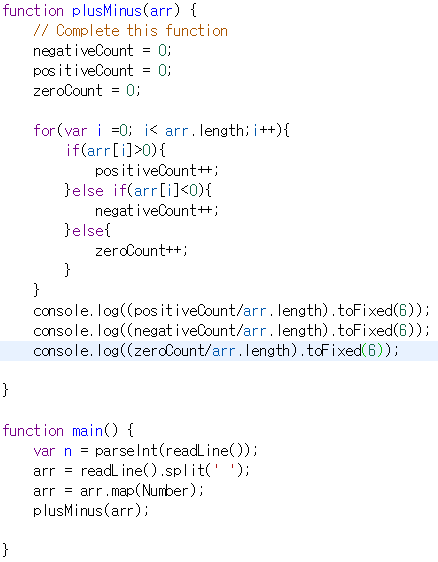 function plusMinus(arr) {
    // Complete this function
    negativeCount = 0;
    positiveCount = 0;
    zeroCount = 0;

    for(var i =0; i< arr.length;i++){
        if(arr[i]>0){
            positiveCount++;
        }else if(arr[i]<0){
            negativeCount++;
        }else{
            zeroCount++;
        }
    }
    console.log((positiveCount/arr.length).toFixed(6));
    console.log((negativeCount/arr.length).toFixed(6));
    console.log((zeroCount/arr.length).toFixed(6));

}

function main() {
    var n = parseInt(readLine());
    arr = readLine().split(' ');
    arr = arr.map(Number);
    plusMinus(arr);

}